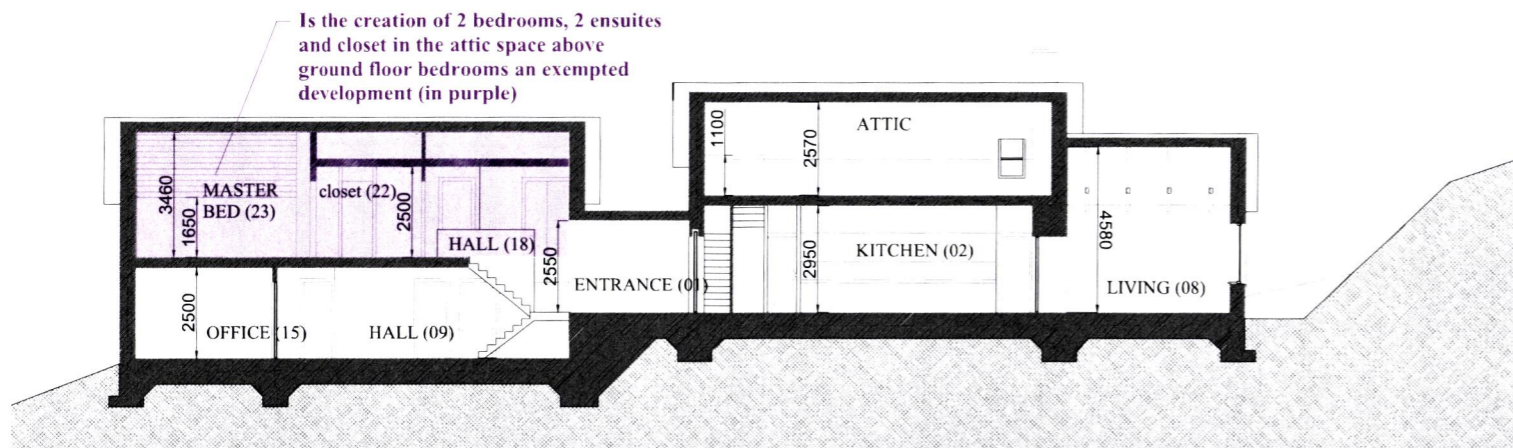 Is the creation of 2 bedrooms, 2 ensuites
and closet in the attic space above
ground floor bedrooms an exempted
development (in purple)
ATTIC
1100
2570
MASTER
BED (23)
closet (22)
3460
1650
2500
HALL (18)
2550
ENTRANCE (01)
2950
KITCHEN (02)
4580
LIVING (08)
2500
OFFICE (15)
HALL (09)